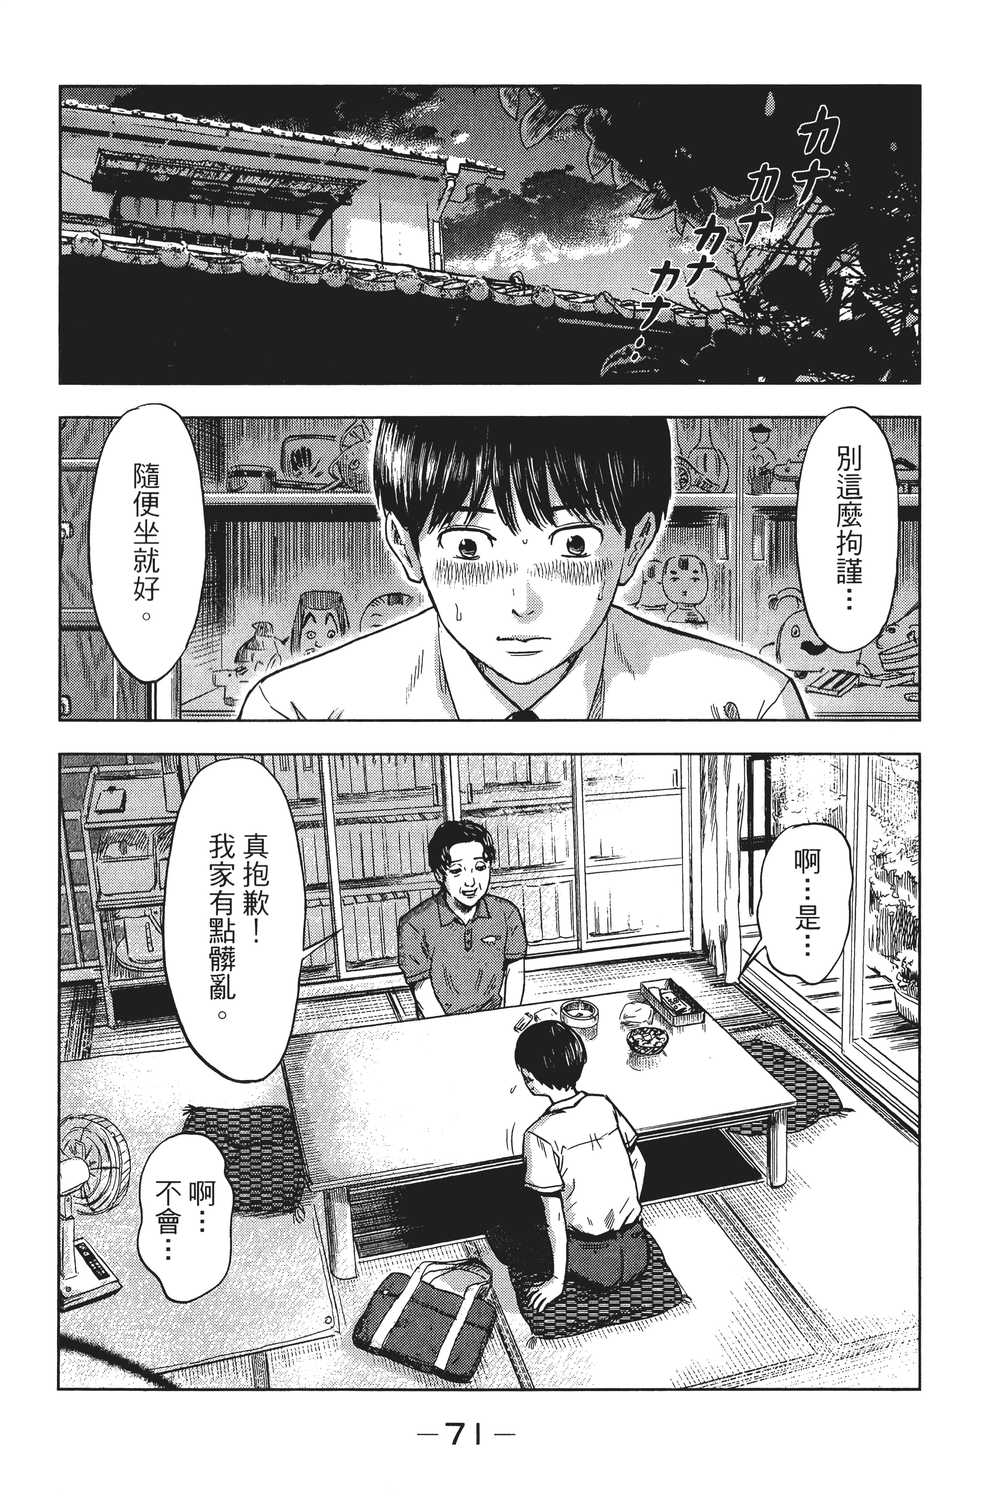 カナカナカナカナ…
別這麼拘謹…
隨便坐就好。
啊…是…
真抱歉！
我家有點髒亂。
啊…
不會…
—71—